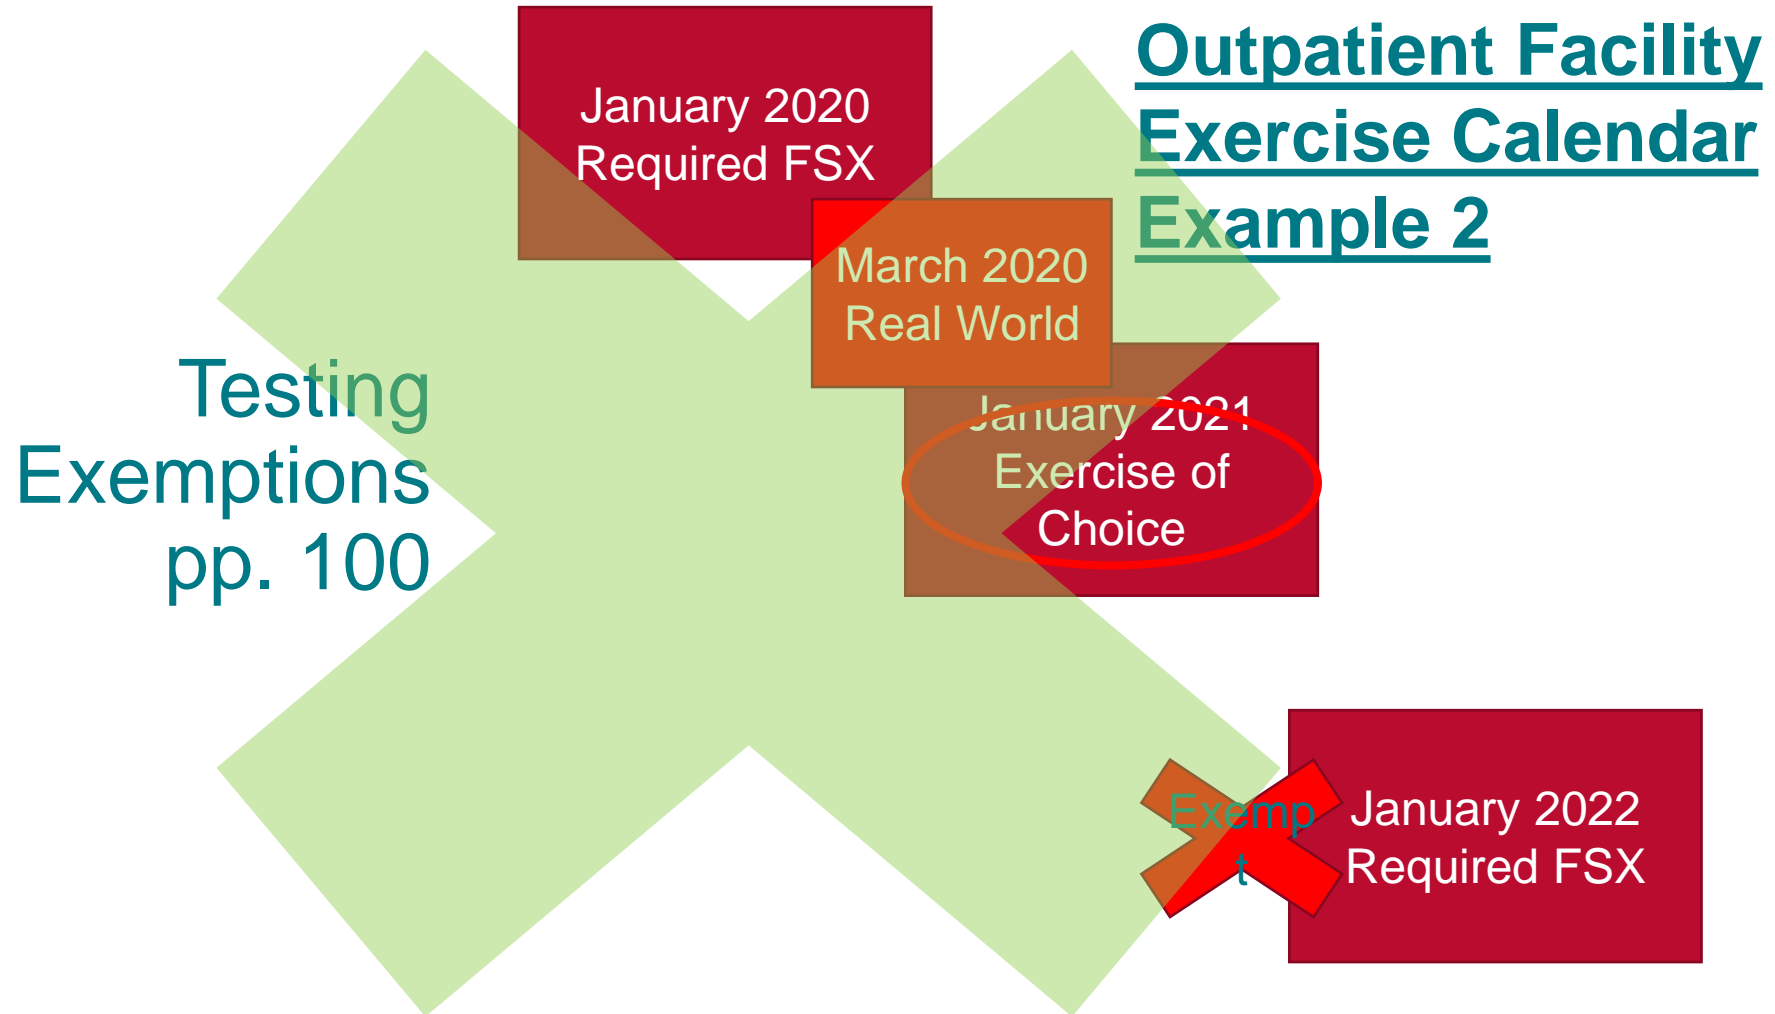 Outpatient Facility
Exercise Calendar
Example 2
Testing
Exemptions
pp. 100
January 2020
Required FSX
March 2020
Real World
January 2021
Exercise of
Choice
Exemp
t
January 2022
Required FSX